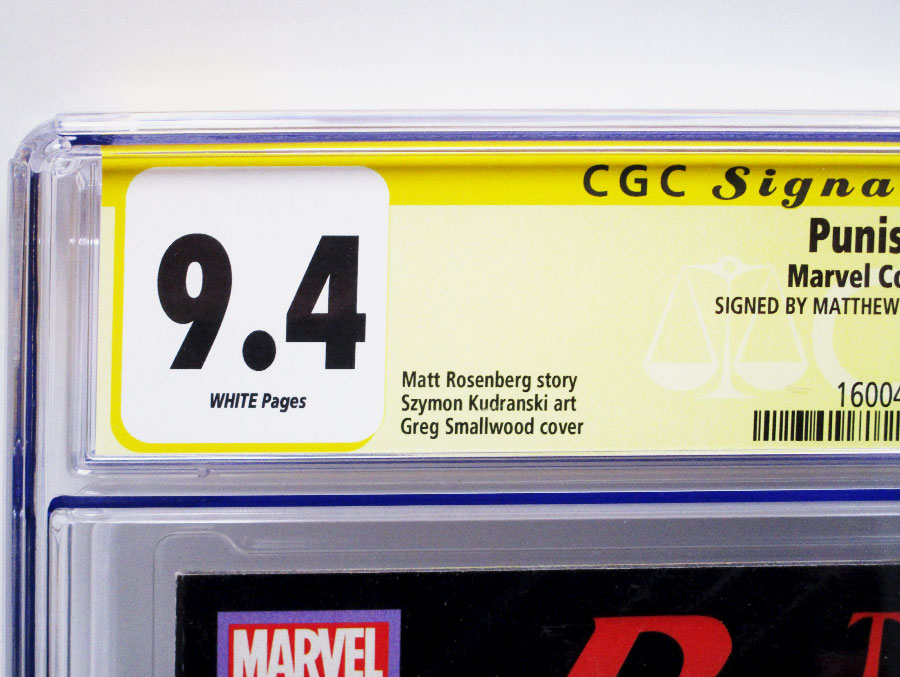 CGC Signa
9.4
WHITE Pages
Punis
Marvel Co
SIGNED BY MATTHEW
Matt Rosenberg story
Szymon Kudranski art
Greg Smallwood cover
16004
MARVEL